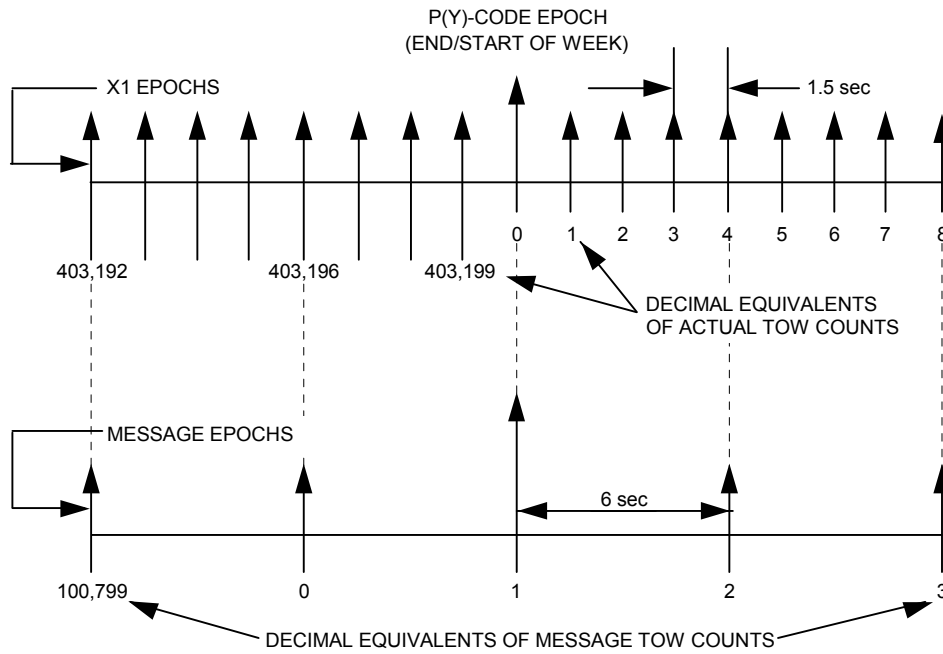 P(Y)-CODE EPOCH
(END/START OF WEEK)
X1 EPOCHS
1.5 sec
0
1
2
3
4
5
6
7
8
403,192
403,196
403,199
DECIMAL EQUIVALENTS
OF ACTUAL TOW COUNTS
MESSAGE EPOCHS
6 sec
100,799
0
1
2
3
DECIMAL EQUIVALENTS OF MESSAGE TOW COUNTS